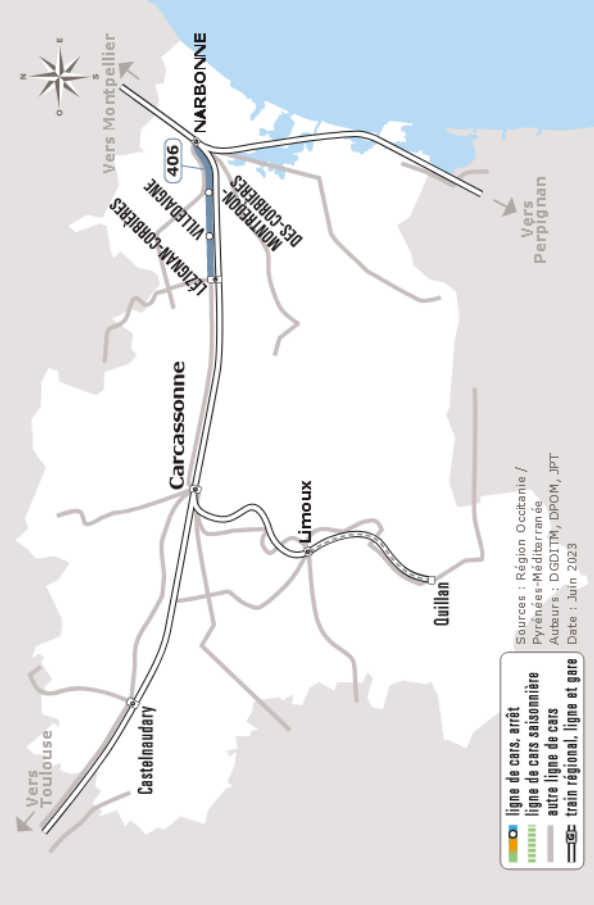 Vers
Toulouse
Castelnaudary
Carcassonne
Limoux
Quillan
LÉZIGNAN-CORBIÈRES
VILLEDAIGNE
MONTREDON-
DES-CORBIÈRES
406
NARBONNE
Vers Montpellier
Vers
Perpignan
N
E
S
O
ligne de cars, arrêt
ligne de cars saisonnière
autre ligne de cars
G
train régional, ligne et gare
Sources : Région Occitanie /
Pyrénées-Méditerranée
Auteurs : DGDITM, DPOM, JPT
Date : Juin 2023